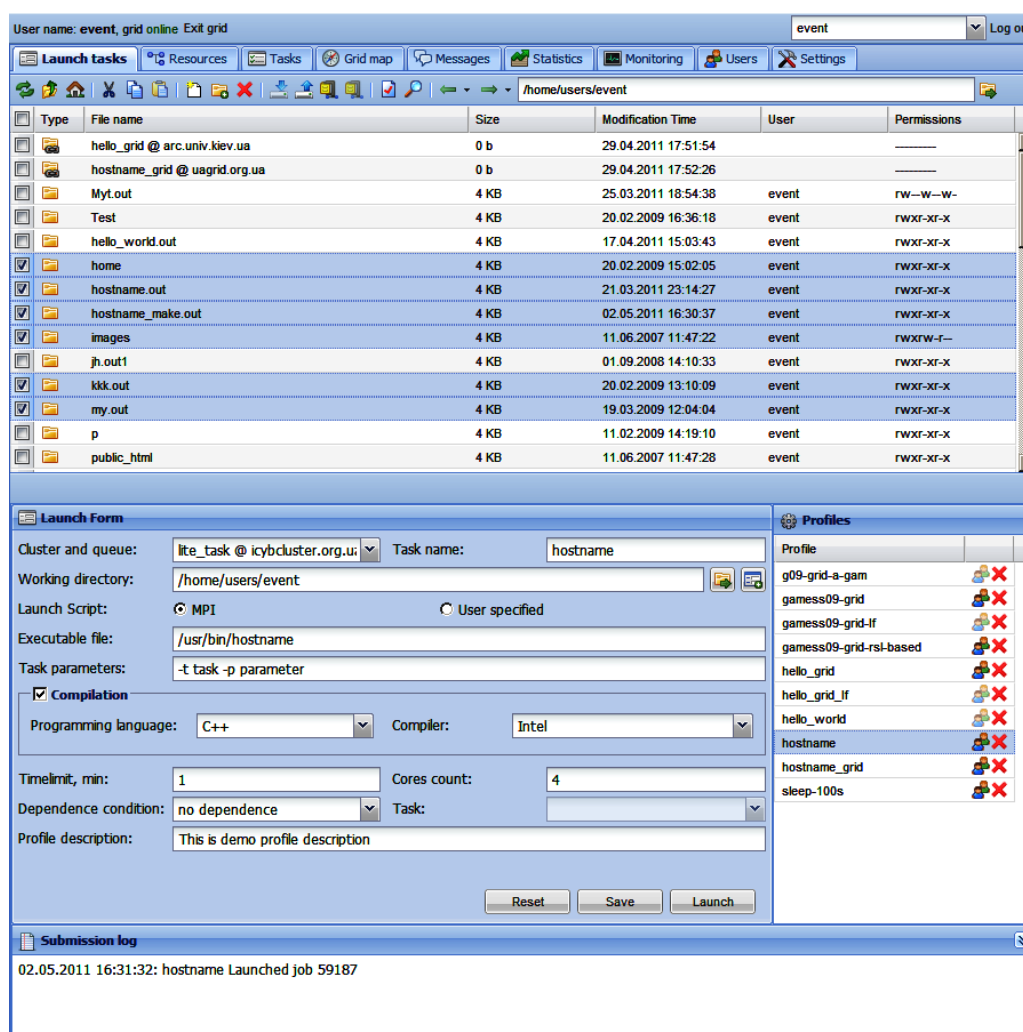 User name: event, grid online Exit grid event Log o
Launch tasks Resources Tasks Grid map Messages Statistics Monitoring Users Settings
/home/users/event
Type File name Size Modification Time User Permissions
hello_grid @ arc.univ.kiev.ua 0 b 29.04.2011 17:51:54 ---------
hostname_grid @ uagrid.org.ua 0 b 29.04.2011 17:52:26 ---------
Myt.out 4 KB 25.03.2011 18:54:38 event rw--w--w-
Test 4 KB 20.02.2009 16:36:18 event rwxr-xr-x
hello_world.out 4 KB 17.04.2011 15:03:43 event rwxr-xr-x
home 4 KB 20.02.2009 15:02:05 event rwxr-xr-x
hostname.out 4 KB 21.03.2011 23:14:27 event rwxr-xr-x
hostname_make.out 4 KB 02.05.2011 16:30:37 event rwxr-xr-x
images 4 KB 11.06.2007 11:47:22 event rwxrw-r--
jh.out1 4 KB 01.09.2008 14:10:33 event rwxr-xr-x
kkk.out 4 KB 20.02.2009 13:10:09 event rwxr-xr-x
my.out 4 KB 19.03.2009 12:04:04 event rwxr-xr-x
p 4 KB 11.02.2009 14:19:10 event rwxr-xr-x
public_html 4 KB 11.06.2007 11:47:28 event rwxr-xr-x
Launch Form
Cluster and queue: lite_task @ icybcluster.org.u Task name: hostname
Working directory: /home/users/event
Launch Script: MPI User specified
Executable file: /usr/bin/hostname
Task parameters: -t task -p parameter
Compilation
Programming language: C++ Compiler: Intel
Timelimit, min: 1 Cores count: 4
Dependence condition: no dependence Task:
Profile description: This is demo profile description
Reset Save Launch
Profiles
Profile
g09-grid-a-gam
gamess09-grid
gamess09-grid-lf
gamess09-grid-rsl-based
hello_grid
hello_grid_lf
hello_world
hostname
hostname_grid
sleep-100s
Submission log
02.05.2011 16:31:32: hostname Launched job 59187